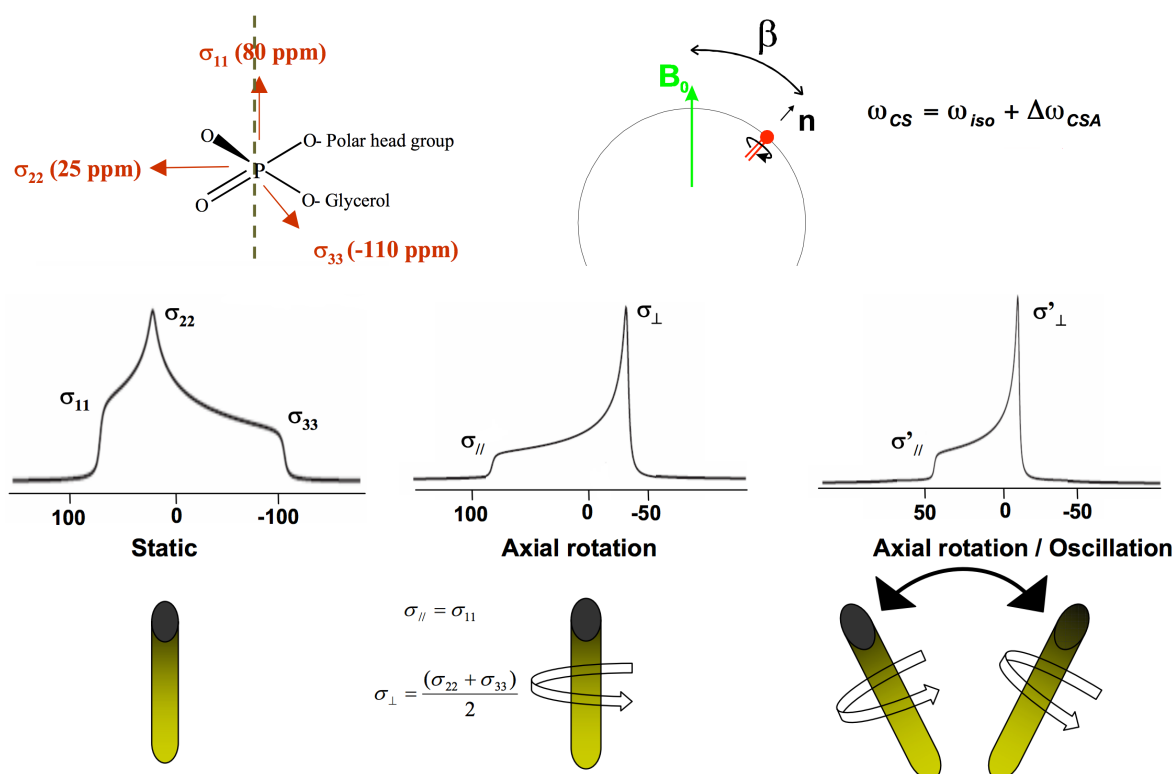 σ11 (80 ppm)
β
B0
n
ωCS = ωiso + ΔωCSA
O
O- Polar head group
σ22 (25 ppm)
P
O
O- Glycerol
σ33 (-110 ppm)
σ22
σ11
σ33
100 0 -100
Static
σ⊥
σ//
100 0 -50
Axial rotation
σ'⊥
σ'//
50 0 -50
Axial rotation / Oscillation
σ// = σ11
σ⊥ = (σ22 + σ33) / 2